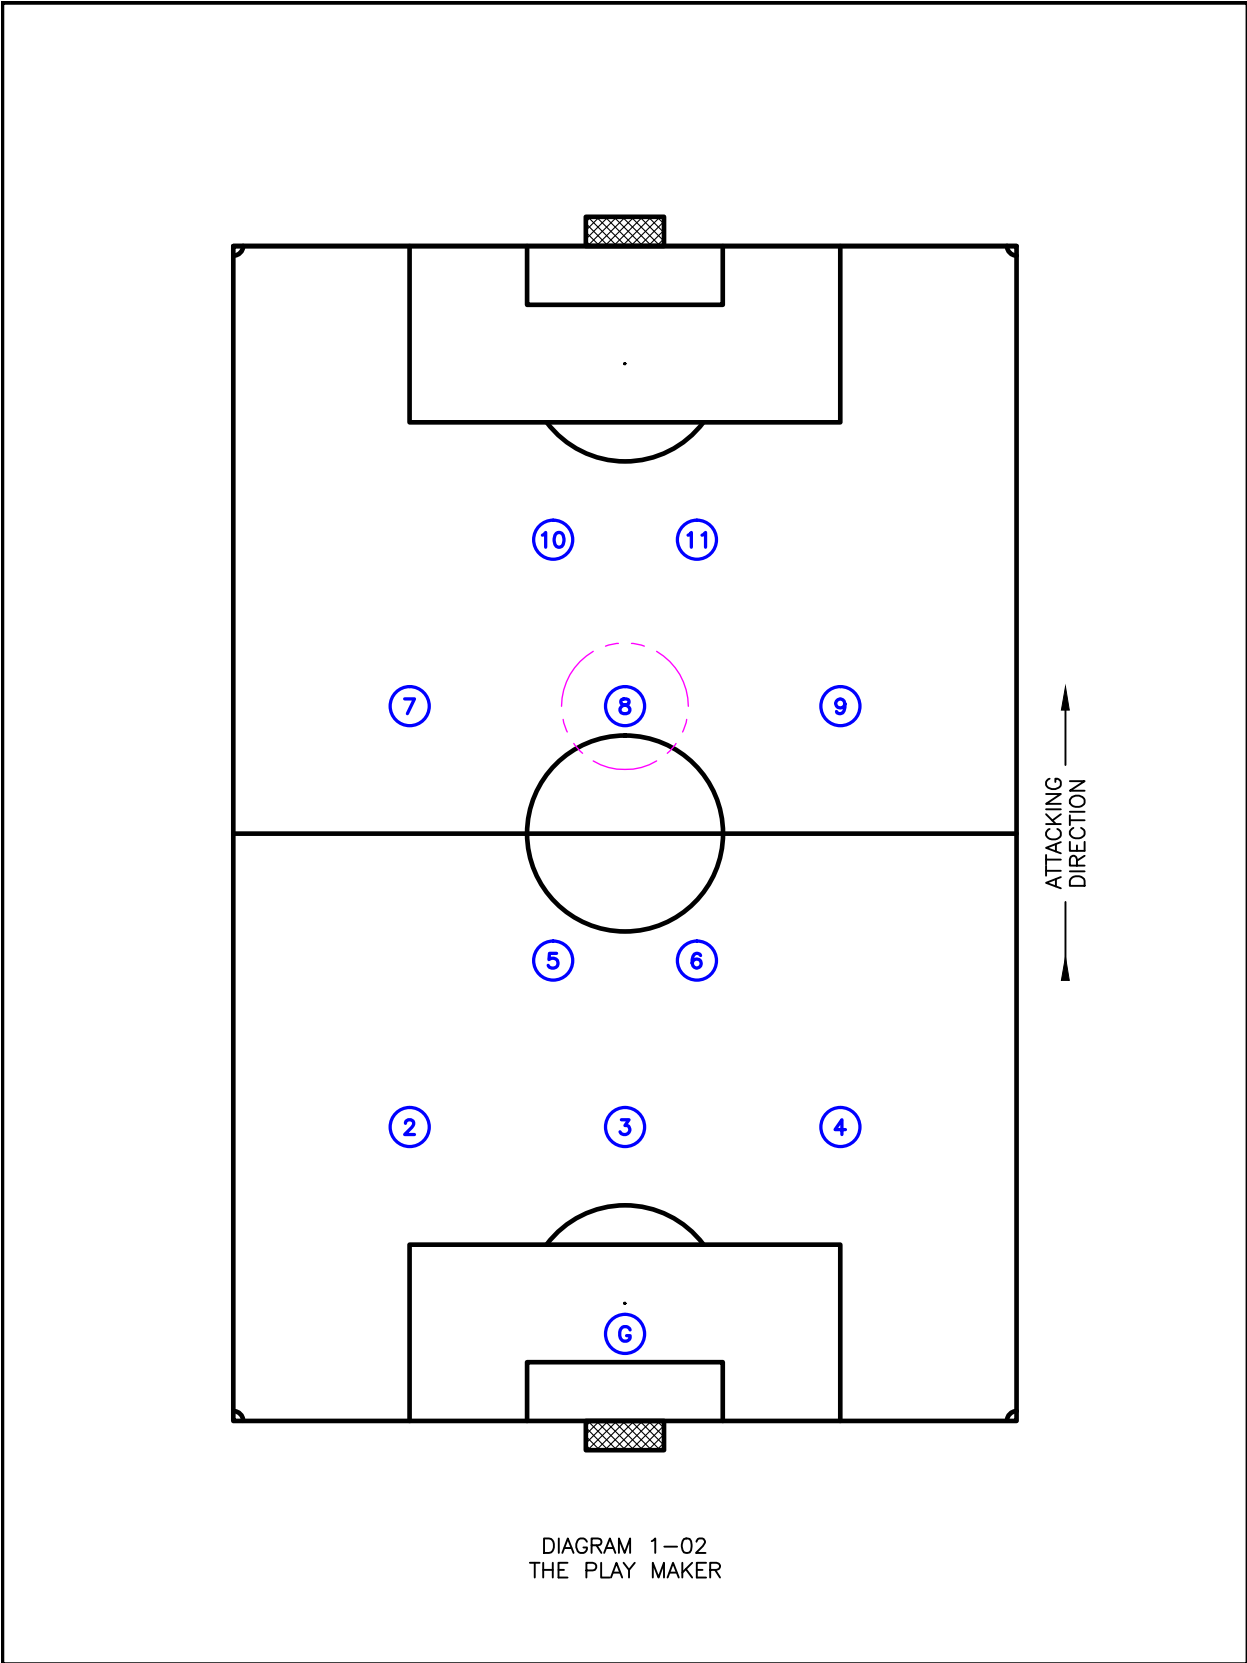 10
11
7
8
9
ATTACKING
DIRECTION
5
6
2
3
4
G
DIAGRAM 1-02
THE PLAY MAKER